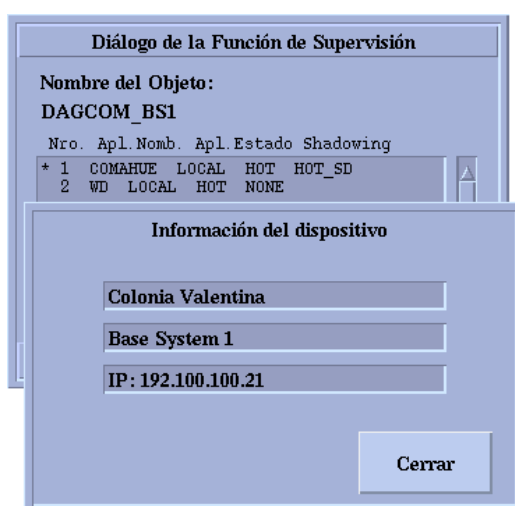 Diálogo de la Función de Supervisión
Nombre del Objeto:
DAGCOM_BS1
Nro. Apl.Nomb. Apl.Estado Shadowing
* 1 COMAHUE LOCAL HOT HOT_SD
2 WD LOCAL HOT NONE
Información del dispositivo
Colonia Valentina
Base System 1
IP: 192.100.100.21
Cerrar